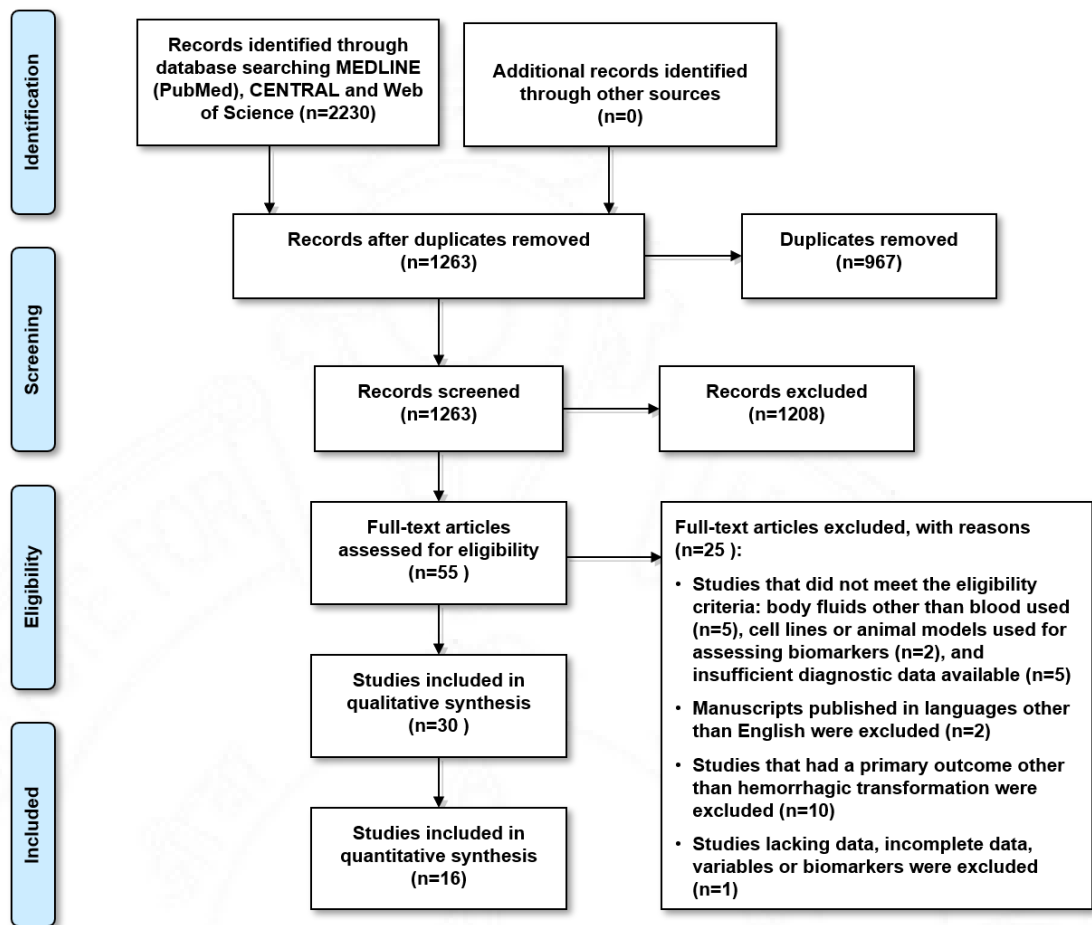 Identification
Records identified through
database searching MEDLINE
(PubMed), CENTRAL and Web
of Science (n=2230)
Additional records identified
through other sources
(n=0)
Records after duplicates removed
(n=1263)
Duplicates removed
(n=967)
Screening
Records screened
(n=1263)
Records excluded
(n=1208)
Eligibility
Full-text articles
assessed for eligibility
(n=55 )
Full-text articles excluded, with reasons
(n=25 ):
• Studies that did not meet the eligibility
criteria: body fluids other than blood used
(n=5), cell lines or animal models used for
assessing biomarkers (n=2), and
insufficient diagnostic data available (n=5)
• Manuscripts published in languages other
than English were excluded (n=2)
• Studies that had a primary outcome other
than hemorrhagic transformation were
excluded (n=10)
• Studies lacking data, incomplete data,
variables or biomarkers were excluded
(n=1)
Studies included in
qualitative synthesis
(n=30 )
Included
Studies included in
quantitative synthesis
(n=16)